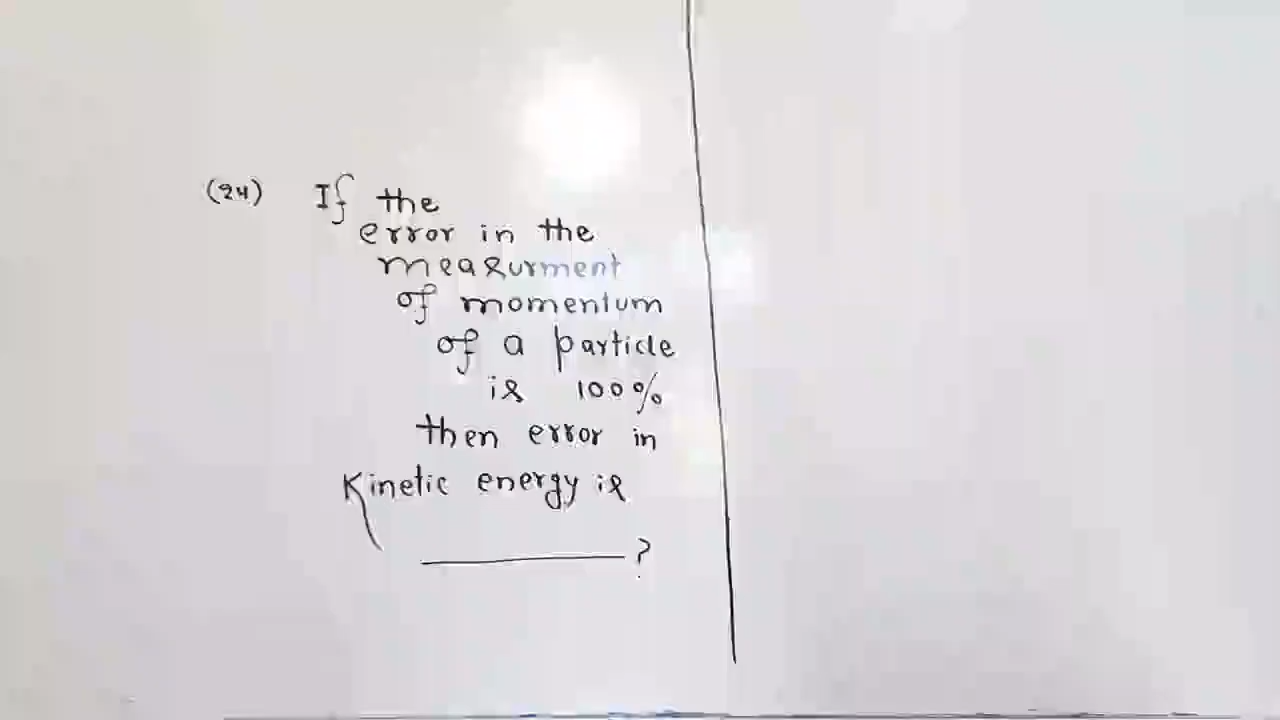 (24) If the
error in the
measurment
of momentum
of a particle
is 100%
then error in
Kinetic energy is
________?